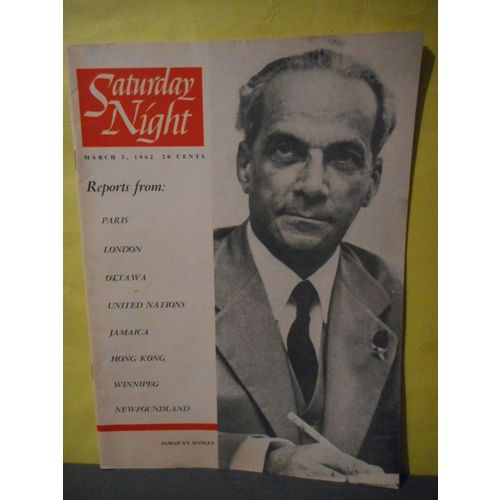 Saturday
Night
MARCH 3, 1962 20 CENTS
Reports from:
PARIS
LONDON
OTTAWA
UNITED NATIONS
JAMAICA
HONG KONG
WINNIPEG
NEWFOUNDLAND
JAMAICA'S MANLEY